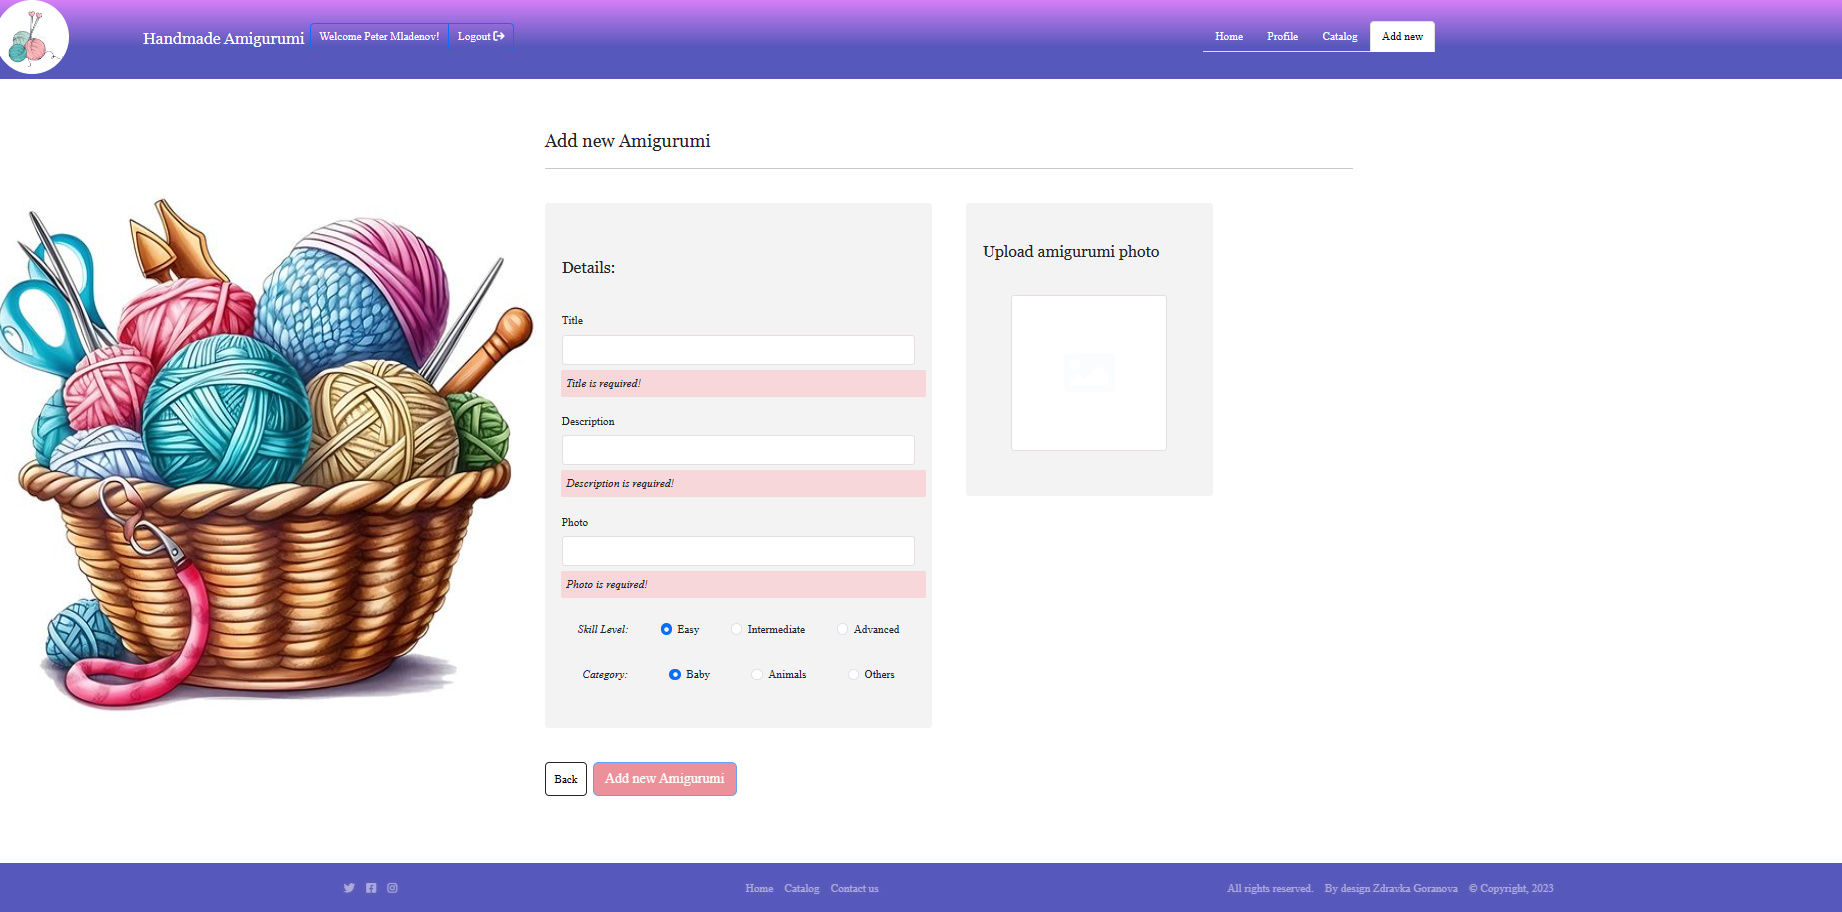 Handmade Amigurumi Welcome Peter Mladenov! Logout Home Profile Catalog Add new
Add new Amigurumi
Details:
Title
Title is required!
Description
Description is required!
Photo
Photo is required!
Skill Level: Easy Intermediate Advanced
Category: Baby Animals Others
Upload amigurumi photo
Back Add new Amigurumi
Home Catalog Contact us All rights reserved. By design Zdravka Goranova © Copyright, 2023